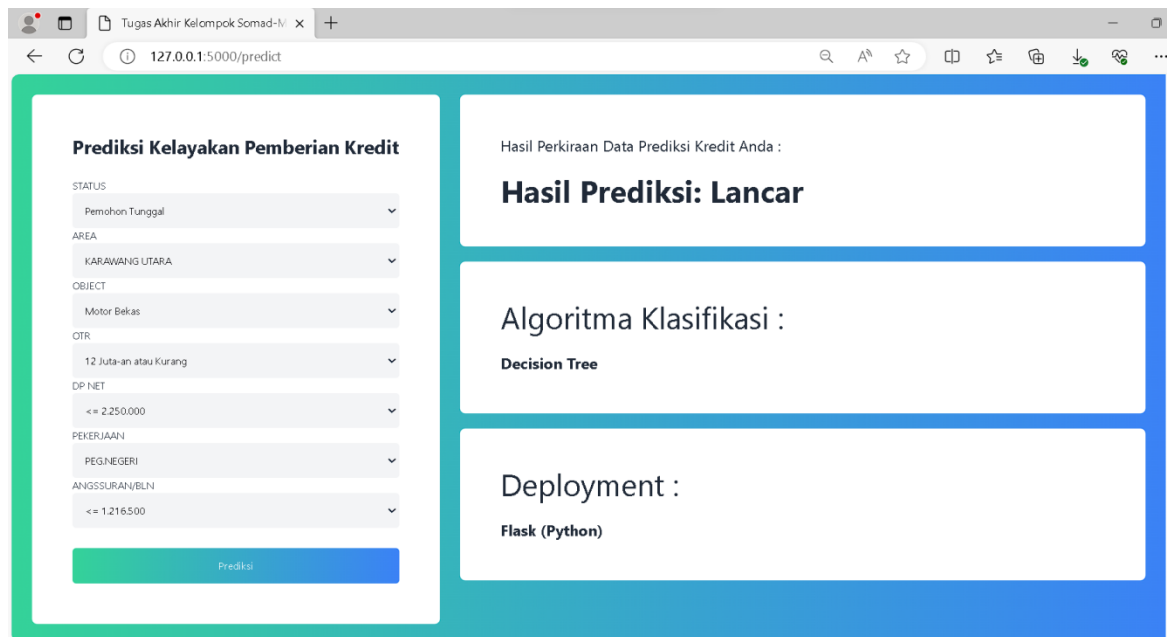 Tugas Akhir Kelompok Somad-M
127.0.0.1:5000/predict
Prediksi Kelayakan Pemberian Kredit
STATUS
Pemohon Tunggal
AREA
KARAWANG UTARA
OBJECT
Motor Bekas
OTR
12 Juta-an atau Kurang
DP NET
<= 2.250.000
PEKERJAAN
PEG.NEGERI
ANGSSURAN/BLN
<= 1.216.500
Prediksi
Hasil Perkiraan Data Prediksi Kredit Anda :
Hasil Prediksi: Lancar
Algoritma Klasifikasi :
Decision Tree
Deployment :
Flask (Python)